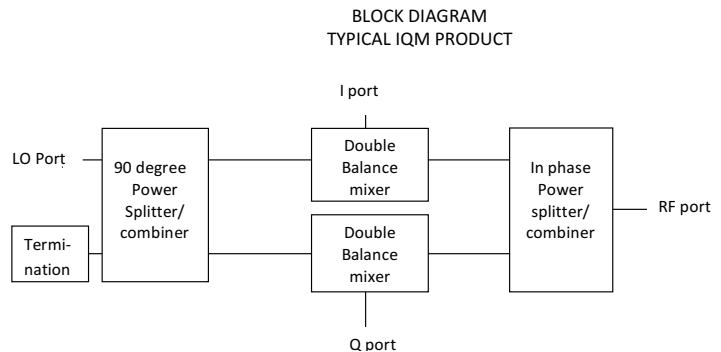 BLOCK DIAGRAM
TYPICAL IQM PRODUCT
I port
LO Port
90 degree
Power
Splitter/
combiner
Double
Balance
mixer
In phase
Power
splitter/
combiner
RF port
Termi-
nation
Double
Balance
mixer
Q port